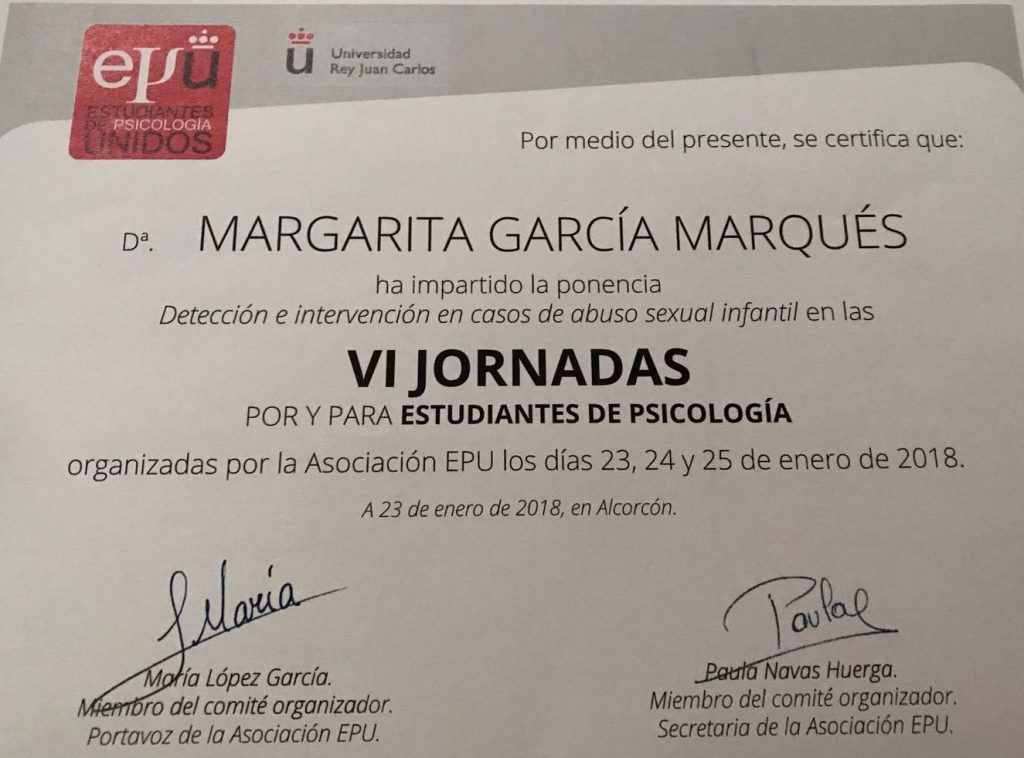 epü
ESTUDIANTES
DE PSICOLOGÍA
UNIDOS
ü
Universidad
Rey Juan Carlos
Por medio del presente, se certifica que:
Dª. MARGARITA GARCÍA MARQUÉS
ha impartido la ponencia
Detección e intervención en casos de abuso sexual infantil en las
VI JORNADAS
POR Y PARA ESTUDIANTES DE PSICOLOGÍA
organizadas por la Asociación EPU los días 23, 24 y 25 de enero de 2018.
A 23 de enero de 2018, en Alcorcón.
María
Paula
María López García.
Miembro del comité organizador.
Portavoz de la Asociación EPU.
Paula Navas Huerga.
Miembro del comité organizador.
Secretaria de la Asociación EPU.